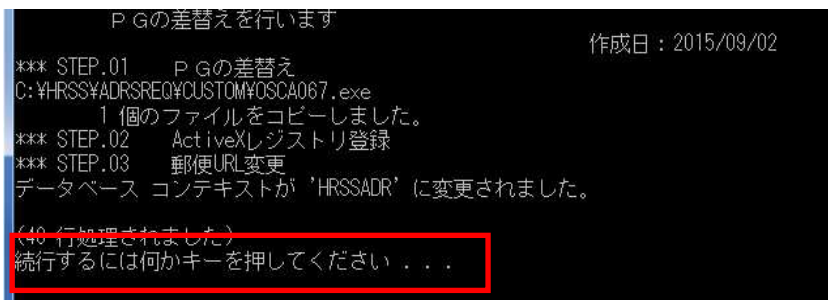 ＰＧの差替えを行います
作成日：2015/09/02
*** STEP.01 ＰＧの差替え
C:¥HRSS¥ADRSREQ¥CUSTOM¥OSCA067.exe
1 個のファイルをコピーしました。
*** STEP.02 ActiveXレジストリ登録
*** STEP.03 郵便URL変更
データベース コンテキストが 'HRSSADR' に変更されました。
(40 行処理されました)
続行するには何かキーを押してください . . .